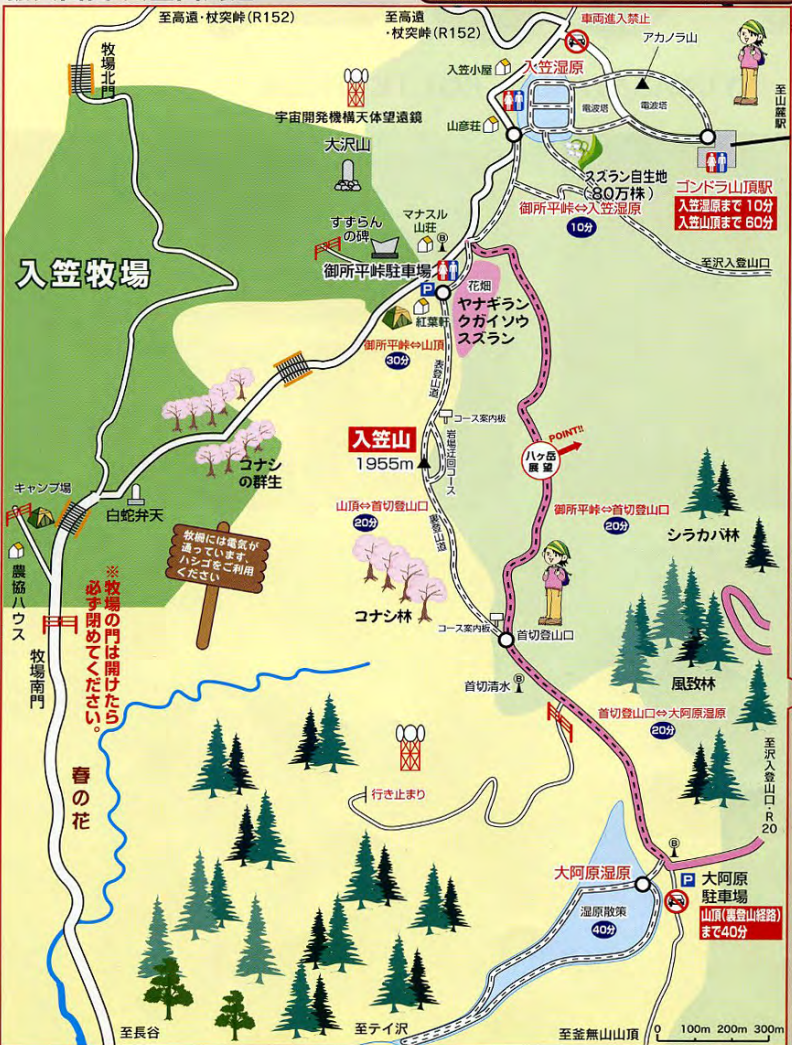 至高遠・杖突峠(R152)
至高遠
・杖突峠(R152)
車両進入禁止
アカノラ山
牧場北門
入笠小屋
入笠湿原
電波塔
電波塔
至山麓駅
宇宙開発機構天体望遠鏡
山彦荘
大沢山
スズラン自生地
(80万株)
ゴンドラ山頂駅
入笠湿原まで 10分
入笠山頂まで 60分
御所平峠⇔入笠湿原
10分
マナスル
山荘
すずらん
の碑
至沢入登山口
入笠牧場
御所平峠駐車場
P
花畑
ヤナギラン
クガイソウ
スズラン
紅葉軒
御所平峠⇔山頂
30分
表登山道
コース案内板
入笠山
1955m
岩場迂回コース
POINT!!
八ヶ岳
展望
コナシ
の群生
キャンプ場
白蛇弁天
山頂⇔首切登山口
20分
裏登山道
御所平峠⇔首切登山口
20分
シラカバ林
牧柵には電気が
通っています、
ハシゴをご利用
ください
農協ハウス
※牧場の門は開けたら
必ず閉めてください。
コナシ林
コース案内板
首切登山口
牧場南門
首切清水
風致林
首切登山口⇔大阿原湿原
20分
春の花
行き止まり
至沢入登山口・R20
大阿原湿原
P
大阿原
駐車場
湿原散策
40分
山頂(裏登山経路)
まで40分
至長谷
至テイ沢
至釜無山山頂
0 100m 200m 300m